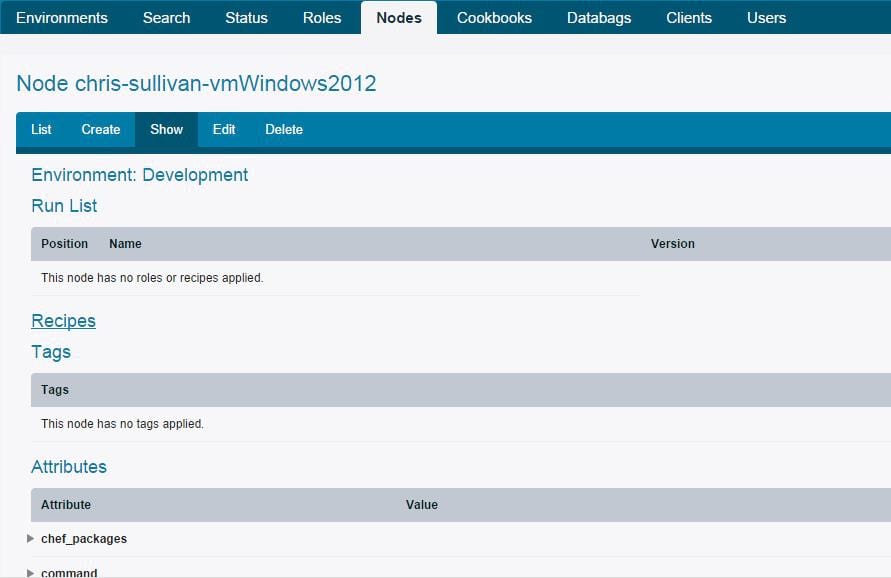 Environments Search Status Roles Nodes Cookbooks Databags Clients Users
Node chris-sullivan-vmWindows2012
List Create Show Edit Delete
Environment: Development
Run List
Position Name Version
This node has no roles or recipes applied.
Recipes
Tags
Tags
This node has no tags applied.
Attributes
Attribute Value
chef_packages
command